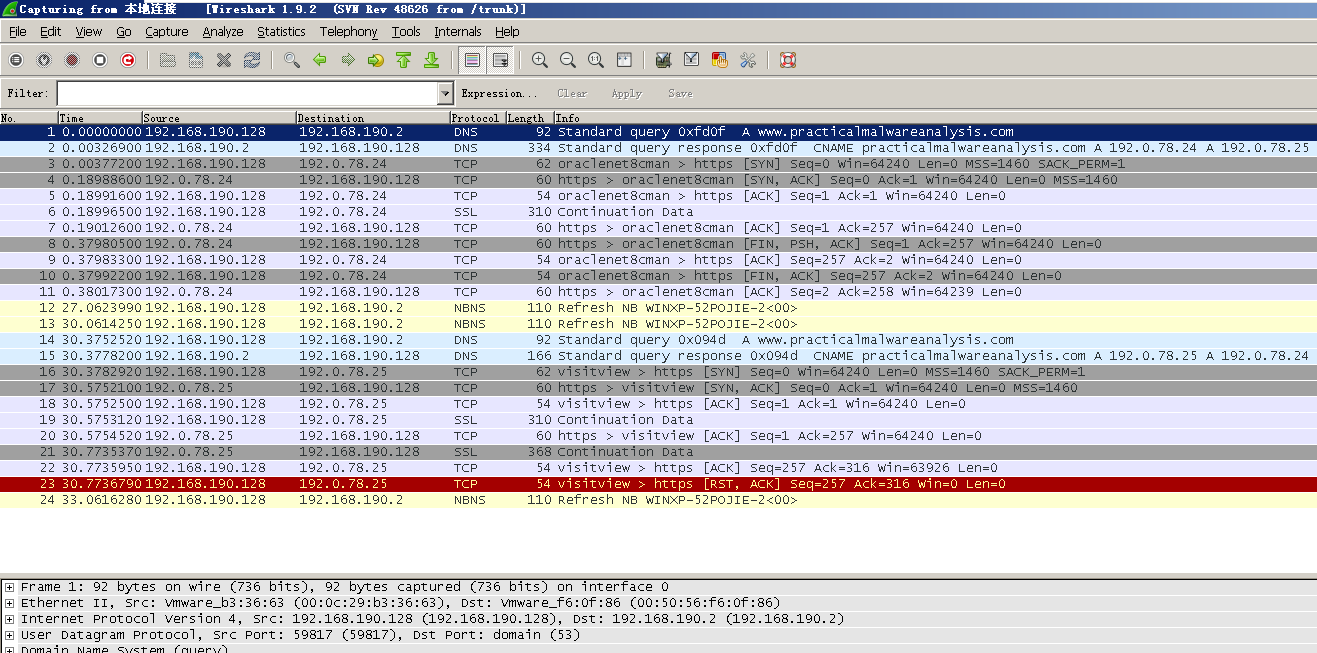 Capturing from 本地连接    [Wireshark 1.9.2  (SVN Rev 48626 from /trunk)]
File Edit View Go Capture Analyze Statistics Telephony Tools Internals Help
Filter: Expression... Clear Apply Save
No. Time Source Destination Protocol Length Info
1 0.00000000 192.168.190.128 192.168.190.2 DNS 92 Standard query 0xfd0f  A www.practicalmalwareanalysis.com
2 0.00326900 192.168.190.2 192.168.190.128 DNS 334 Standard query response 0xfd0f  CNAME practicalmalwareanalysis.com A 192.0.78.24 A 192.0.78.25
3 0.00377200 192.168.190.128 192.0.78.24 TCP 62 oraclenet8cman > https [SYN] Seq=0 Win=64240 Len=0 MSS=1460 SACK_PERM=1
4 0.18988600 192.0.78.24 192.168.190.128 TCP 60 https > oraclenet8cman [SYN, ACK] Seq=0 Ack=1 Win=64240 Len=0 MSS=1460
5 0.18991600 192.168.190.128 192.0.78.24 TCP 54 oraclenet8cman > https [ACK] Seq=1 Ack=1 Win=64240 Len=0
6 0.18996500 192.168.190.128 192.0.78.24 SSL 310 Continuation Data
7 0.19012600 192.0.78.24 192.168.190.128 TCP 60 https > oraclenet8cman [ACK] Seq=1 Ack=257 Win=64240 Len=0
8 0.37980500 192.0.78.24 192.168.190.128 TCP 60 https > oraclenet8cman [FIN, PSH, ACK] Seq=1 Ack=257 Win=64240 Len=0
9 0.37983300 192.168.190.128 192.0.78.24 TCP 54 oraclenet8cman > https [ACK] Seq=257 Ack=2 Win=64240 Len=0
10 0.37992200 192.168.190.128 192.0.78.24 TCP 54 oraclenet8cman > https [FIN, ACK] Seq=257 Ack=2 Win=64240 Len=0
11 0.38017300 192.0.78.24 192.168.190.128 TCP 60 https > oraclenet8cman [ACK] Seq=2 Ack=258 Win=64239 Len=0
12 27.0623990 192.168.190.128 192.168.190.2 NBNS 110 Refresh NB WINXP-52POJIE-2<00>
13 30.0614250 192.168.190.128 192.168.190.2 NBNS 110 Refresh NB WINXP-52POJIE-2<00>
14 30.3752520 192.168.190.128 192.168.190.2 DNS 92 Standard query 0x094d  A www.practicalmalwareanalysis.com
15 30.3778200 192.168.190.2 192.168.190.128 DNS 166 Standard query response 0x094d  CNAME practicalmalwareanalysis.com A 192.0.78.25 A 192.0.78.24
16 30.3782920 192.168.190.128 192.0.78.25 TCP 62 visitview > https [SYN] Seq=0 Win=64240 Len=0 MSS=1460 SACK_PERM=1
17 30.5752100 192.0.78.25 192.168.190.128 TCP 60 https > visitview [SYN, ACK] Seq=0 Ack=1 Win=64240 Len=0 MSS=1460
18 30.5752500 192.168.190.128 192.0.78.25 TCP 54 visitview > https [ACK] Seq=1 Ack=1 Win=64240 Len=0
19 30.5753120 192.168.190.128 192.0.78.25 SSL 310 Continuation Data
20 30.5754520 192.0.78.25 192.168.190.128 TCP 60 https > visitview [ACK] Seq=1 Ack=257 Win=64240 Len=0
21 30.7735370 192.0.78.25 192.168.190.128 SSL 368 Continuation Data
22 30.7735950 192.168.190.128 192.0.78.25 TCP 54 visitview > https [ACK] Seq=257 Ack=316 Win=63926 Len=0
23 30.7736790 192.168.190.128 192.0.78.25 TCP 54 visitview > https [RST, ACK] Seq=257 Ack=316 Win=0 Len=0
24 33.0616280 192.168.190.128 192.168.190.2 NBNS 110 Refresh NB WINXP-52POJIE-2<00>
Frame 1: 92 bytes on wire (736 bits), 92 bytes captured (736 bits) on interface 0
Ethernet II, Src: Vmware_b3:36:63 (00:0c:29:b3:36:63), Dst: Vmware_f6:0f:86 (00:50:56:f6:0f:86)
Internet Protocol Version 4, Src: 192.168.190.128 (192.168.190.128), Dst: 192.168.190.2 (192.168.190.2)
User Datagram Protocol, Src Port: 59817 (59817), Dst Port: domain (53)
Domain Name System (query)